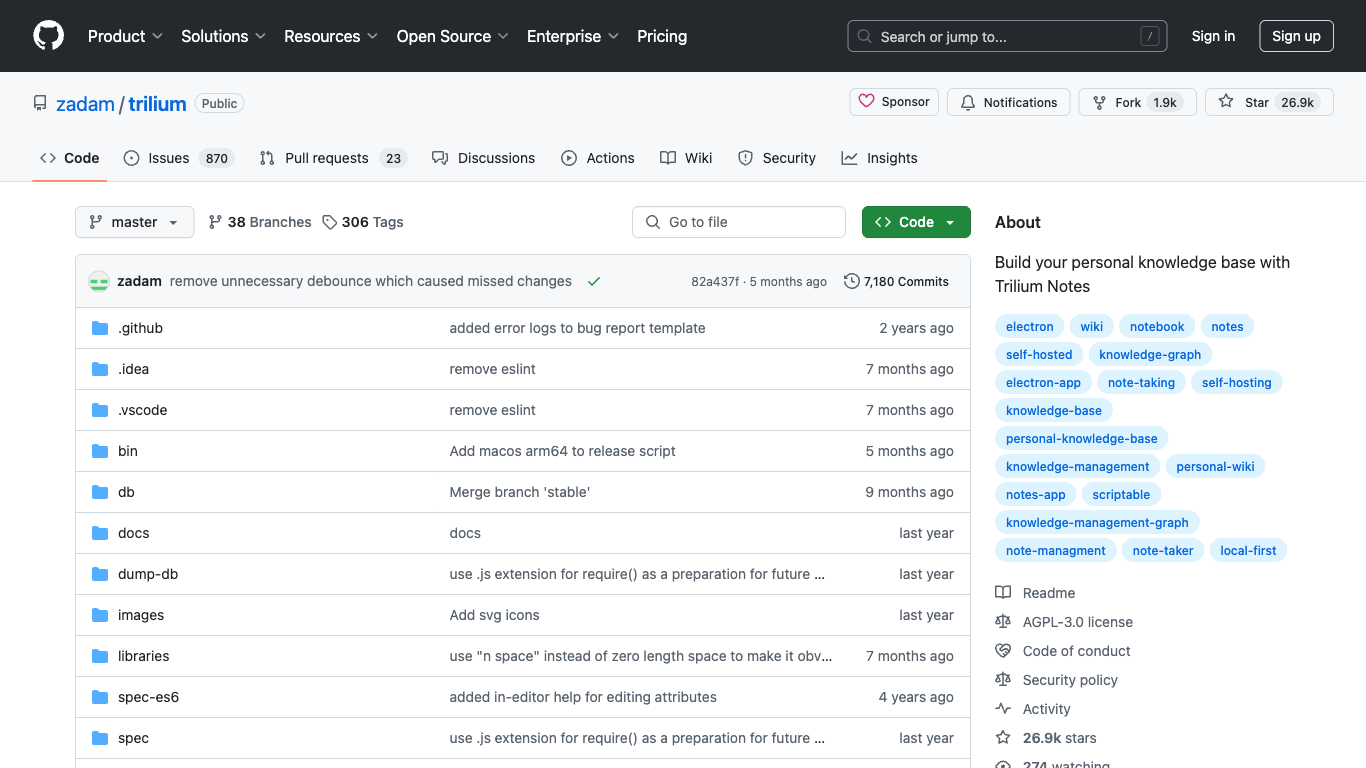 Product Solutions Resources Open Source Enterprise Pricing Search or jump to... / Sign in Sign up
zadam / trilium Public Sponsor Notifications Fork 1.9k Star 26.9k
Code Issues 870 Pull requests 23 Discussions Actions Wiki Security Insights
master 38 Branches 306 Tags Go to file Code
zadam remove unnecessary debounce which caused missed changes 82a437f · 5 months ago 7,180 Commits
.github added error logs to bug report template 2 years ago
.idea remove eslint 7 months ago
.vscode remove eslint 7 months ago
bin Add macos arm64 to release script 5 months ago
db Merge branch 'stable' 9 months ago
docs docs last year
dump-db use .js extension for require() as a preparation for future ... last year
images Add svg icons last year
libraries use "n space" instead of zero length space to make it obv... 7 months ago
spec-es6 added in-editor help for editing attributes 4 years ago
spec use .js extension for require() as a preparation for future ... last year
About
Build your personal knowledge base with
Trilium Notes
electron wiki notebook notes
self-hosted knowledge-graph
electron-app note-taking self-hosting
knowledge-base
personal-knowledge-base
knowledge-management personal-wiki
notes-app scriptable
knowledge-management-graph
note-managment note-taker local-first
Readme
AGPL-3.0 license
Code of conduct
Security policy
Activity
26.9k stars
274 watching